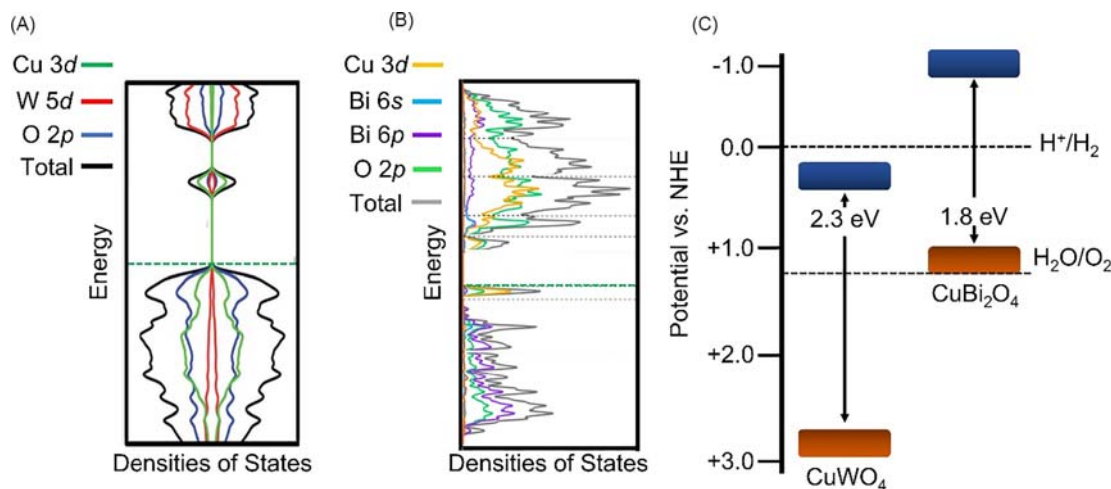 (A)
Cu 3d
W 5d
O 2p
Total
Energy
Densities of States
(B)
Cu 3d
Bi 6s
Bi 6p
O 2p
Total
Energy
Densities of States
(C)
Potential vs. NHE
-1.0
0.0
+1.0
+2.0
+3.0
H⁺/H₂
2.3 eV
1.8 eV
H₂O/O₂
CuBi₂O₄
CuWO₄